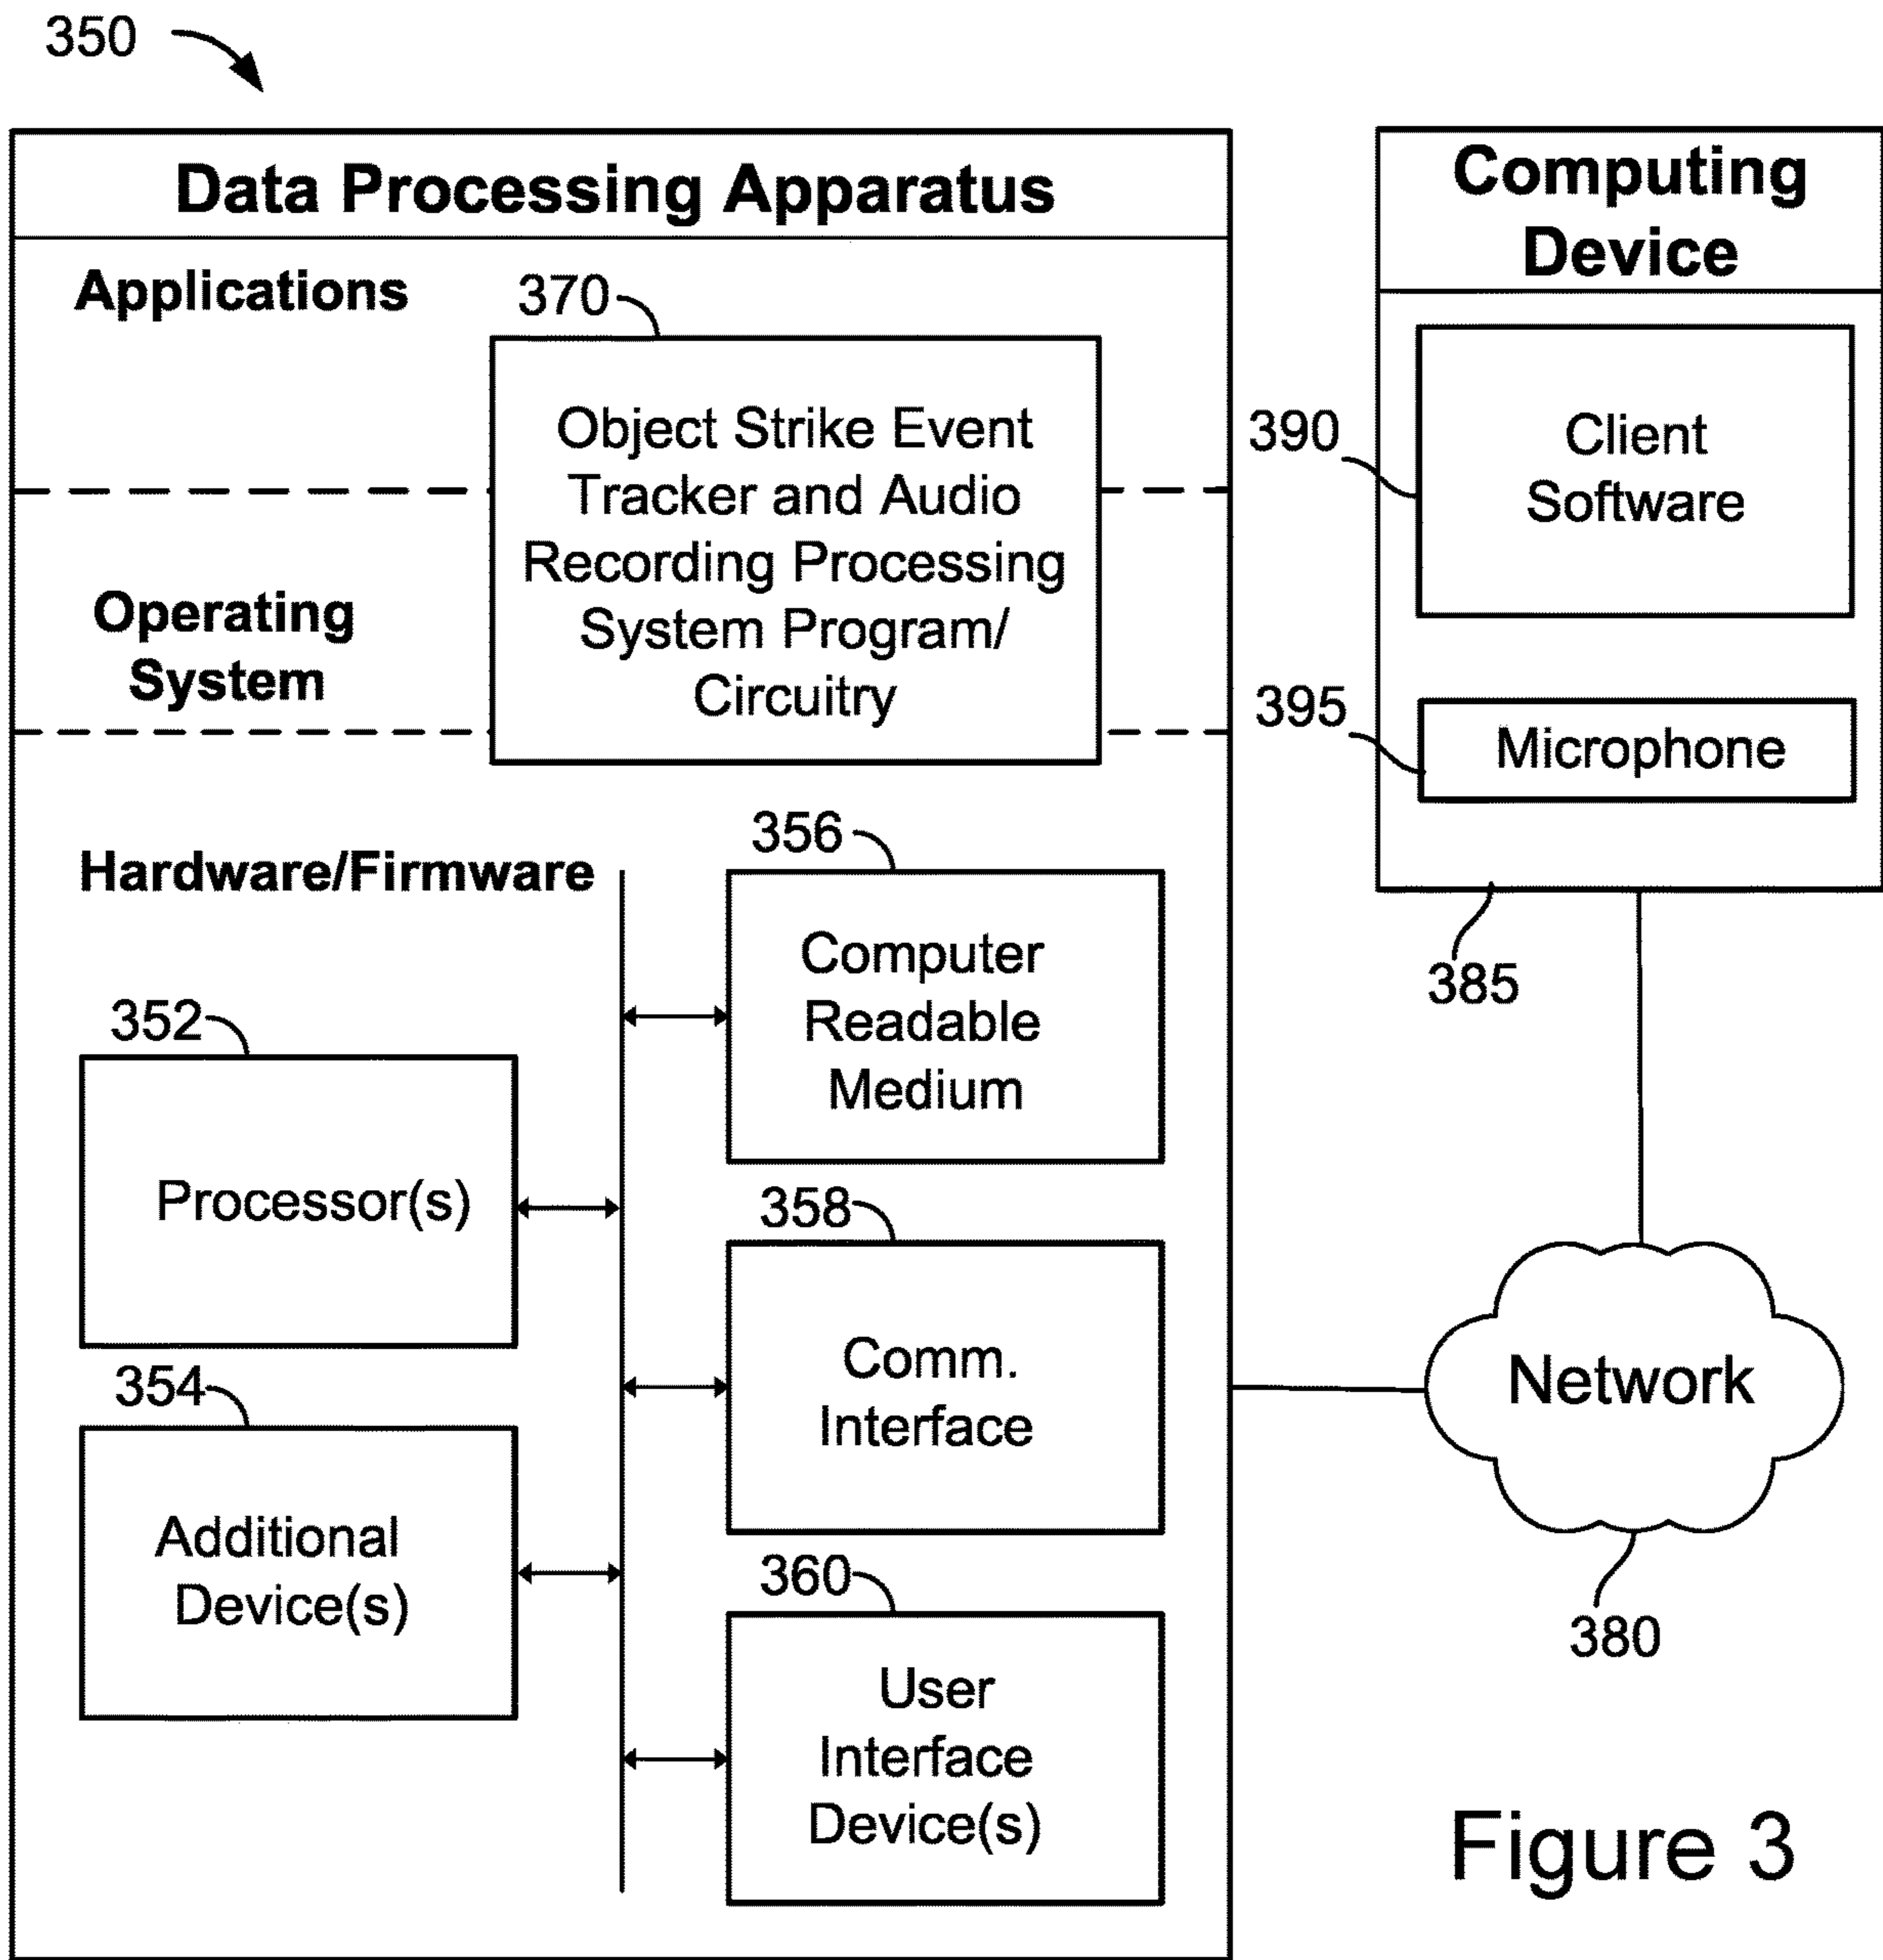 350
Data Processing Apparatus
Applications
370
Object Strike Event
Tracker and Audio
Recording Processing
System Program/
Circuitry
Operating
System
Hardware/Firmware
356
Computer
Readable
Medium
352
Processor(s)
358
Comm.
Interface
354
Additional
Device(s)
360
User
Interface
Device(s)
Computing
Device
390
Client
Software
395
Microphone
385
Network
380
Figure 3